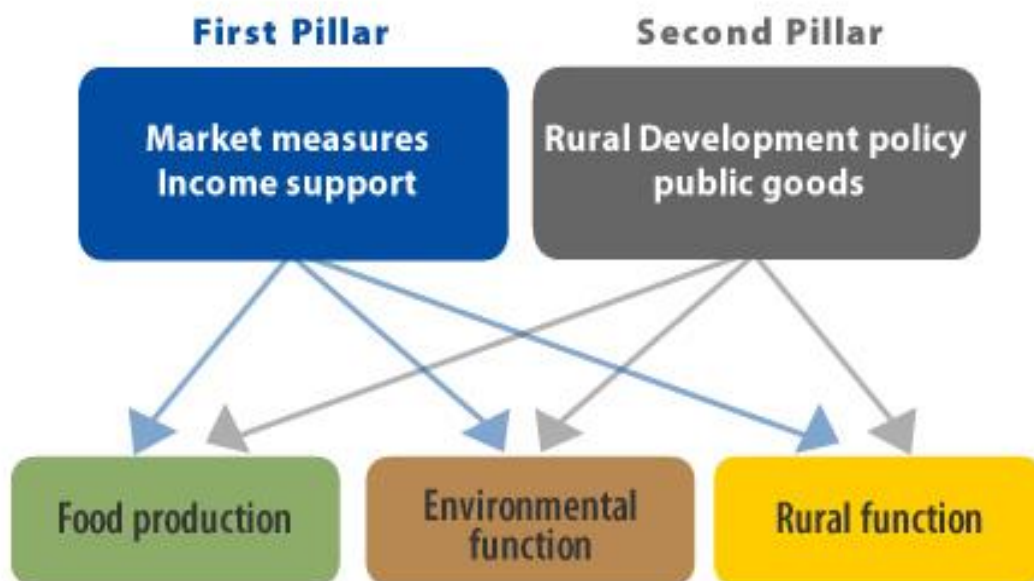 First Pillar
Second Pillar
Market measures
Income support
Rural Development policy
public goods
Food production
Environmental
function
Rural function